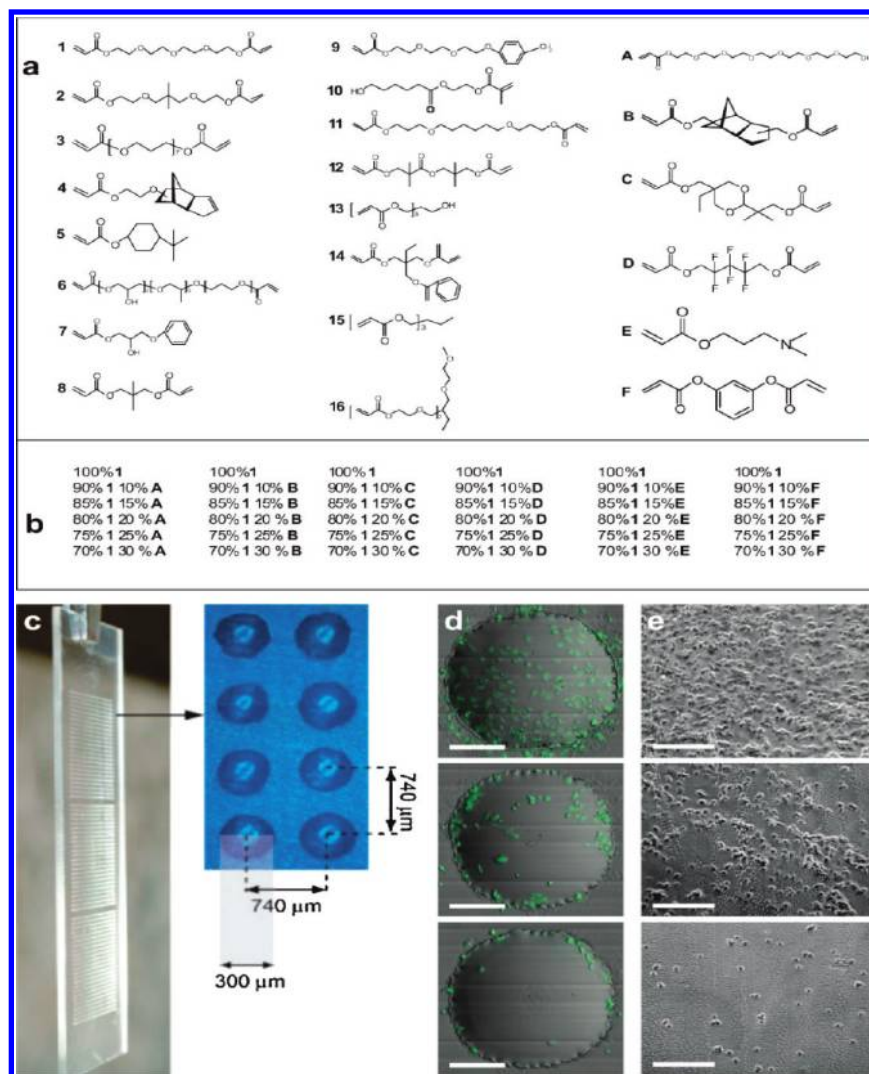 a
1
2
3
4
5
6
7
8
9
10
11
12
13
14
15
16
A
B
C
D
E
F
b
100%1 100%1 100%1 100%1 100%1 100%1
90%1 10%A 90%1 10%B 90%1 10%C 90%1 10%D 90%1 10%E 90%1 10%F
85%1 15%A 85%1 15%B 85%1 15%C 85%1 15%D 85%1 15%E 85%1 15%F
80%1 20%A 80%1 20%B 80%1 20%C 80%1 20%D 80%1 20%E 80%1 20%F
75%1 25%A 75%1 25%B 75%1 25%C 75%1 25%D 75%1 25%E 75%1 25%F
70%1 30%A 70%1 30%B 70%1 30%C 70%1 30%D 70%1 30%E 70%1 30%F
c
740 µm
740 µm
300 µm
d
e